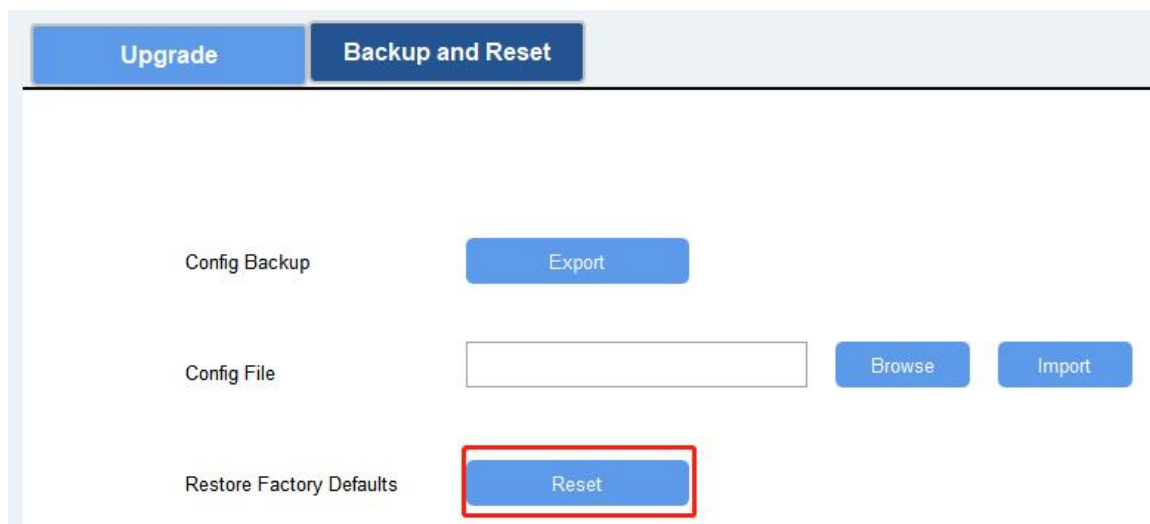 Upgrade Backup and Reset
Config Backup Export
Config File Browse Import
Restore Factory Defaults Reset